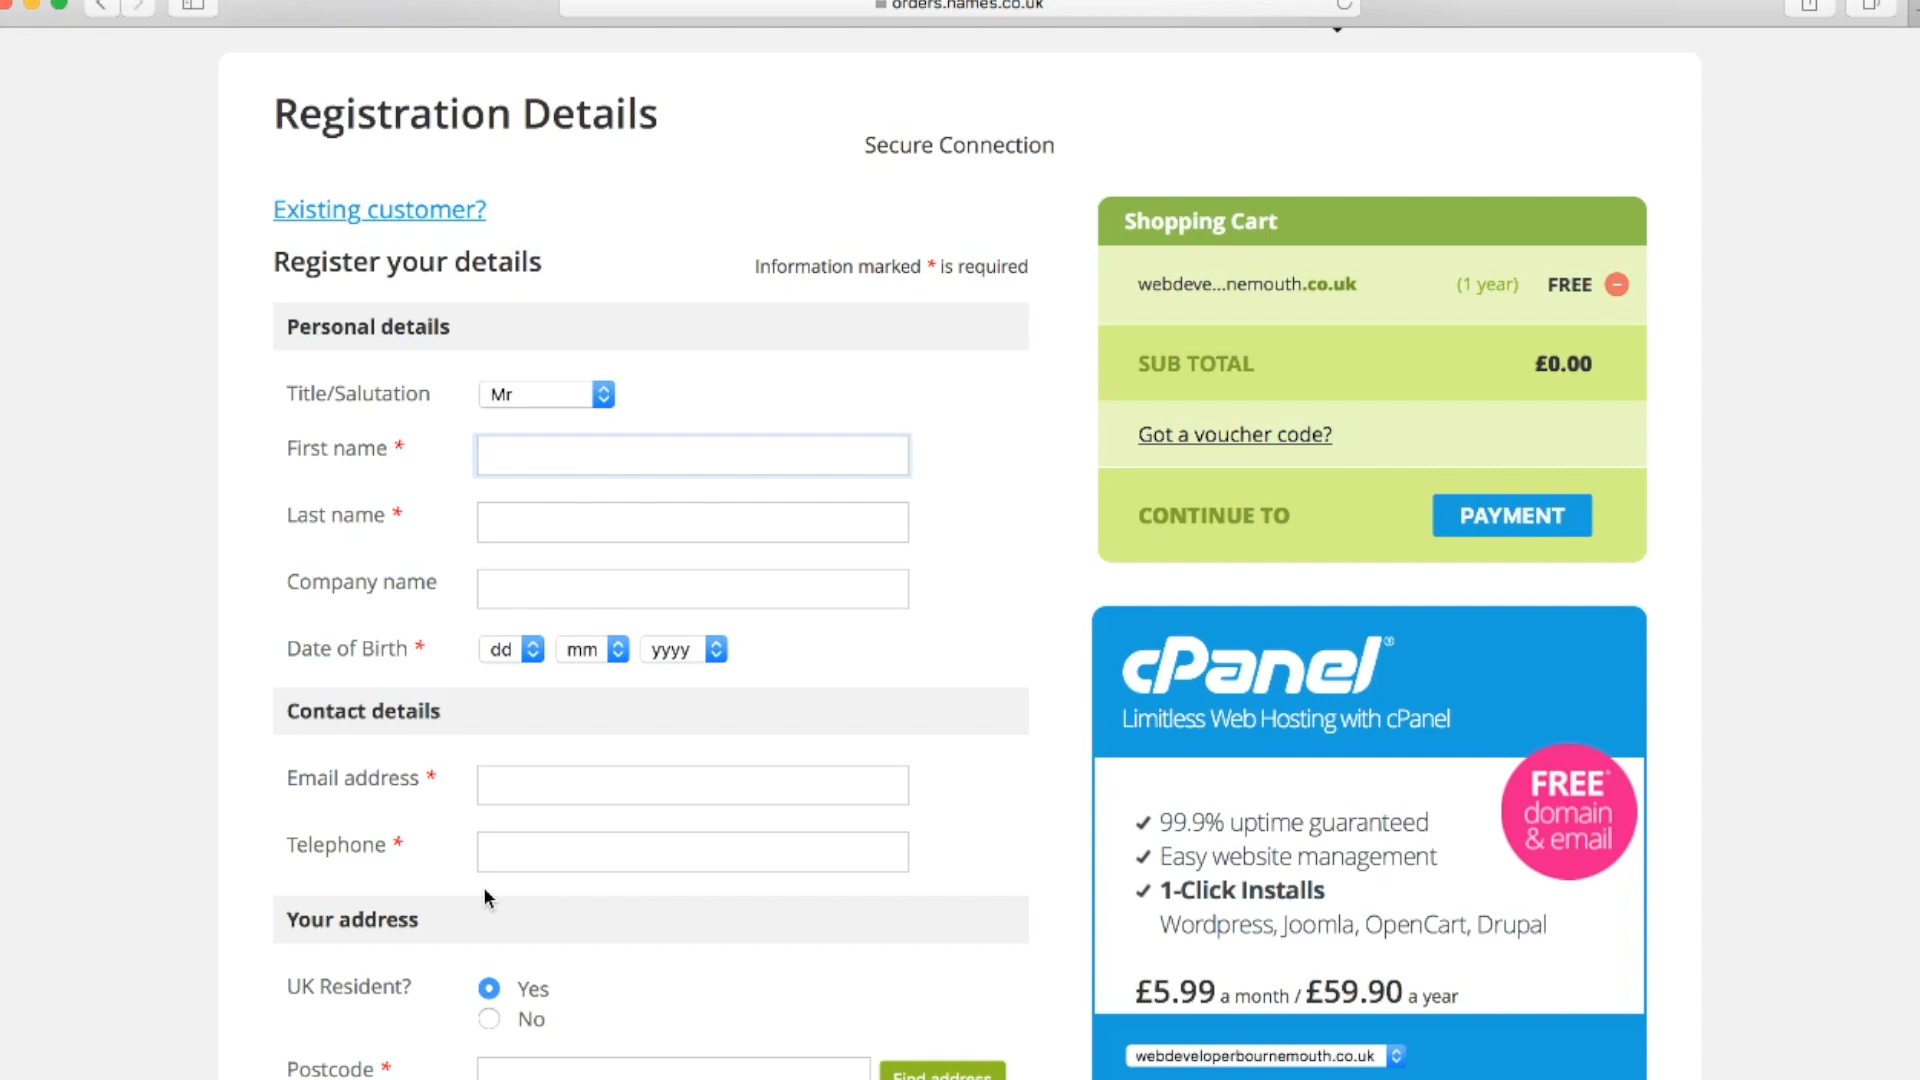 orders.names.co.uk
Registration Details
Secure Connection
Existing customer?
Register your details
Information marked * is required
Personal details
Title/Salutation
Mr
First name *
Last name *
Company name
Date of Birth *
dd
mm
yyyy
Contact details
Email address *
Telephone *
Your address
UK Resident?
Yes
No
Postcode *
Find address
Shopping Cart
webdeve...nemouth.co.uk (1 year) FREE
SUB TOTAL £0.00
Got a voucher code?
CONTINUE TO PAYMENT
cPanel®
Limitless Web Hosting with cPanel
FREE*
domain
& email
✓ 99.9% uptime guaranteed
✓ Easy website management
✓ 1-Click Installs
Wordpress, Joomla, OpenCart, Drupal
£5.99 a month / £59.90 a year
webdeveloperbournemouth.co.uk